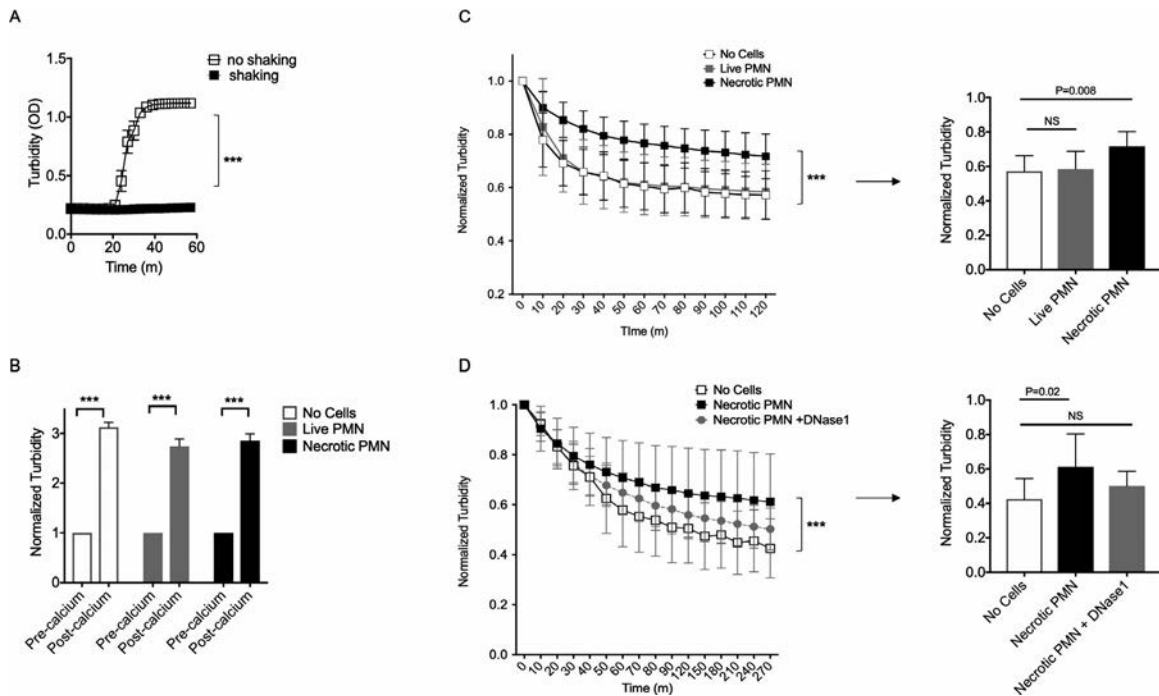 A
1.5
1.0
0.5
0.0
Turbidity (OD)
0
20
40
60
Time (m)
no shaking
shaking
***
B
3
2
1
0
Normalized Turbidity
***
***
***
No Cells
Live PMN
Necrotic PMN
Pre-calcium
Post-calcium
Pre-calcium
Post-calcium
Pre-calcium
Post-calcium
C
No Cells
Live PMN
Necrotic PMN
1.0
0.8
0.6
0.4
0.2
Normalized Turbidity
0
10
20
30
40
50
60
70
80
90
100
110
120
TIme (m)
***
P=0.008
NS
1.0
0.8
0.6
0.4
0.2
0.0
Normalized Turbidity
No Cells
Live PMN
Necrotic PMN
D
No Cells
Necrotic PMN
Necrotic PMN +DNase1
1.0
0.8
0.6
0.4
0.2
Normalized Turbidity
0
10
20
30
40
50
60
70
80
90
120
150
180
210
240
270
Time (m)
***
P=0.02
NS
1.0
0.8
0.6
0.4
0.2
0.0
Normalized Turbidity
No Cells
Necrotic PMN
Necrotic PMN + DNase1